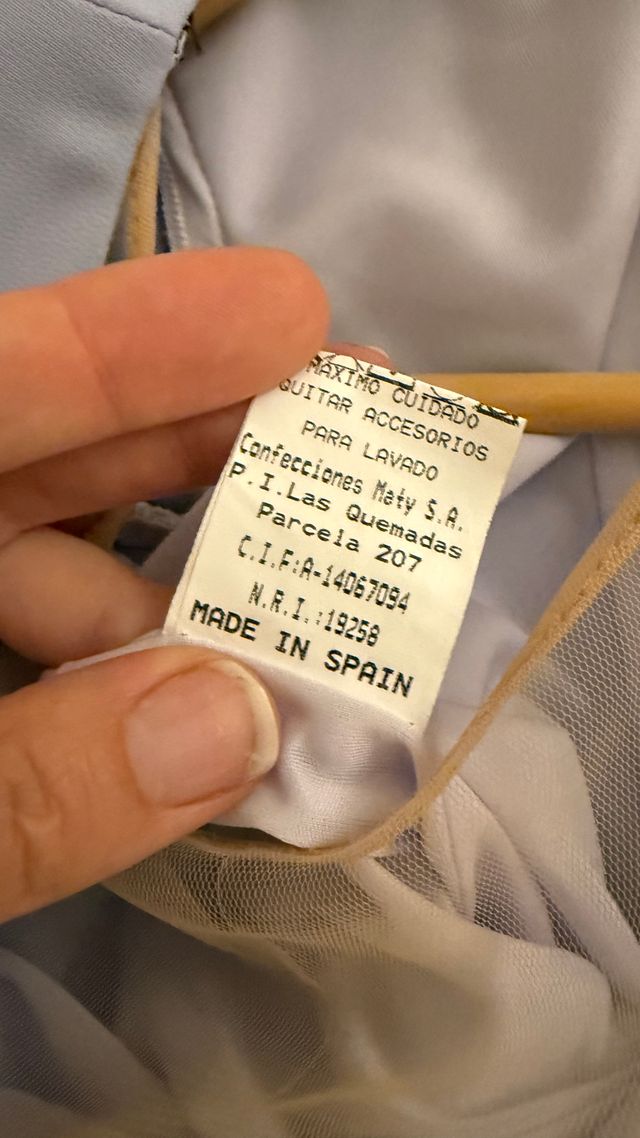 MAXIMO CUIDADO
QUITAR ACCESORIOS
PARA LAVADO
Confecciones Maty S.A.
P.I.Las Quemadas
Parcela 207
C.I.F:A-14067094
N.R.I.:19258
MADE IN SPAIN